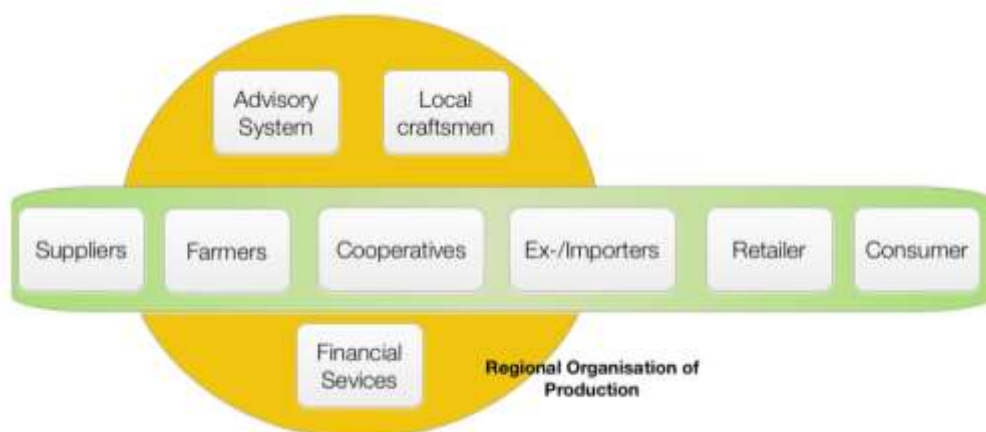 Advisory
System
Local
craftsmen
Suppliers
Farmers
Cooperatives
Ex-/Importers
Retailer
Consumer
Financial
Sevices
Regional Organisation of
Production